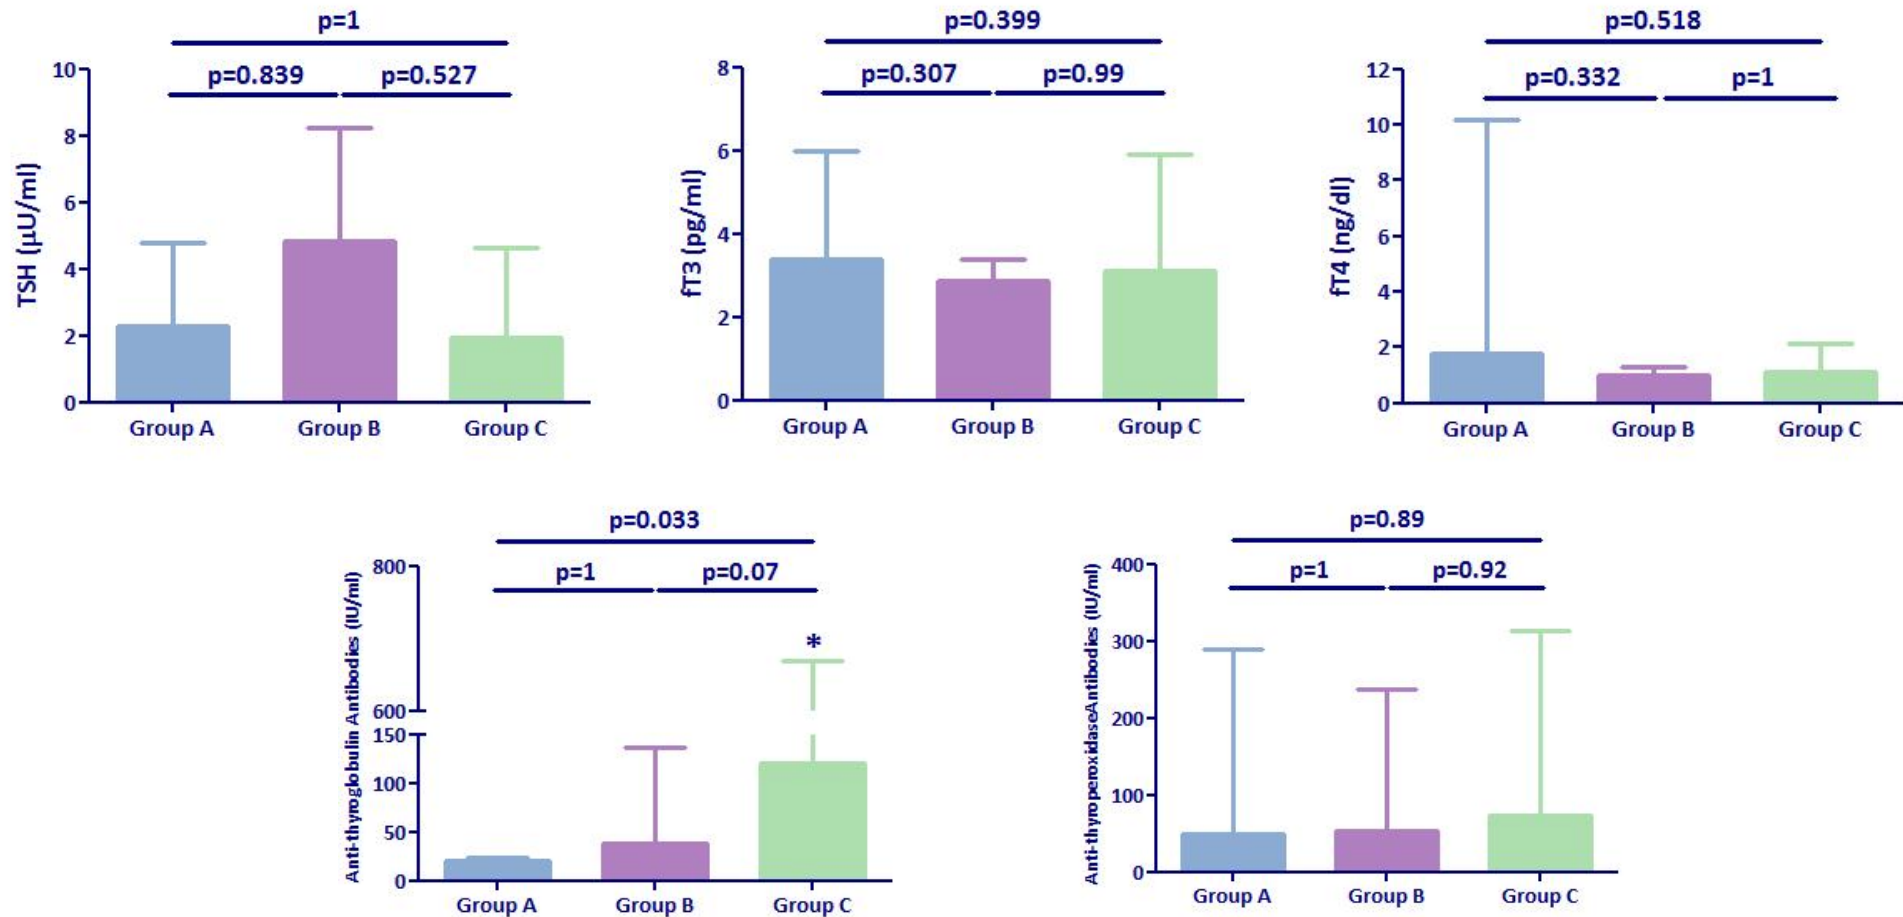 p=1
p=0.839
p=0.527
TSH (μU/ml)
10
8
6
4
2
0
Group A
Group B
Group C
p=0.399
p=0.307
p=0.99
fT3 (pg/ml)
8
6
4
2
0
Group A
Group B
Group C
p=0.518
p=0.332
p=1
fT4 (ng/dl)
12
10
8
6
4
2
0
Group A
Group B
Group C
p=0.033
p=1
p=0.07
*
Anti-thyroglobulin Antibodies (IU/ml)
800
600
150
100
50
0
Group A
Group B
Group C
p=0.89
p=1
p=0.92
Anti-thyroperoxidaseAntibodies (IU/ml)
400
300
200
100
0
Group A
Group B
Group C